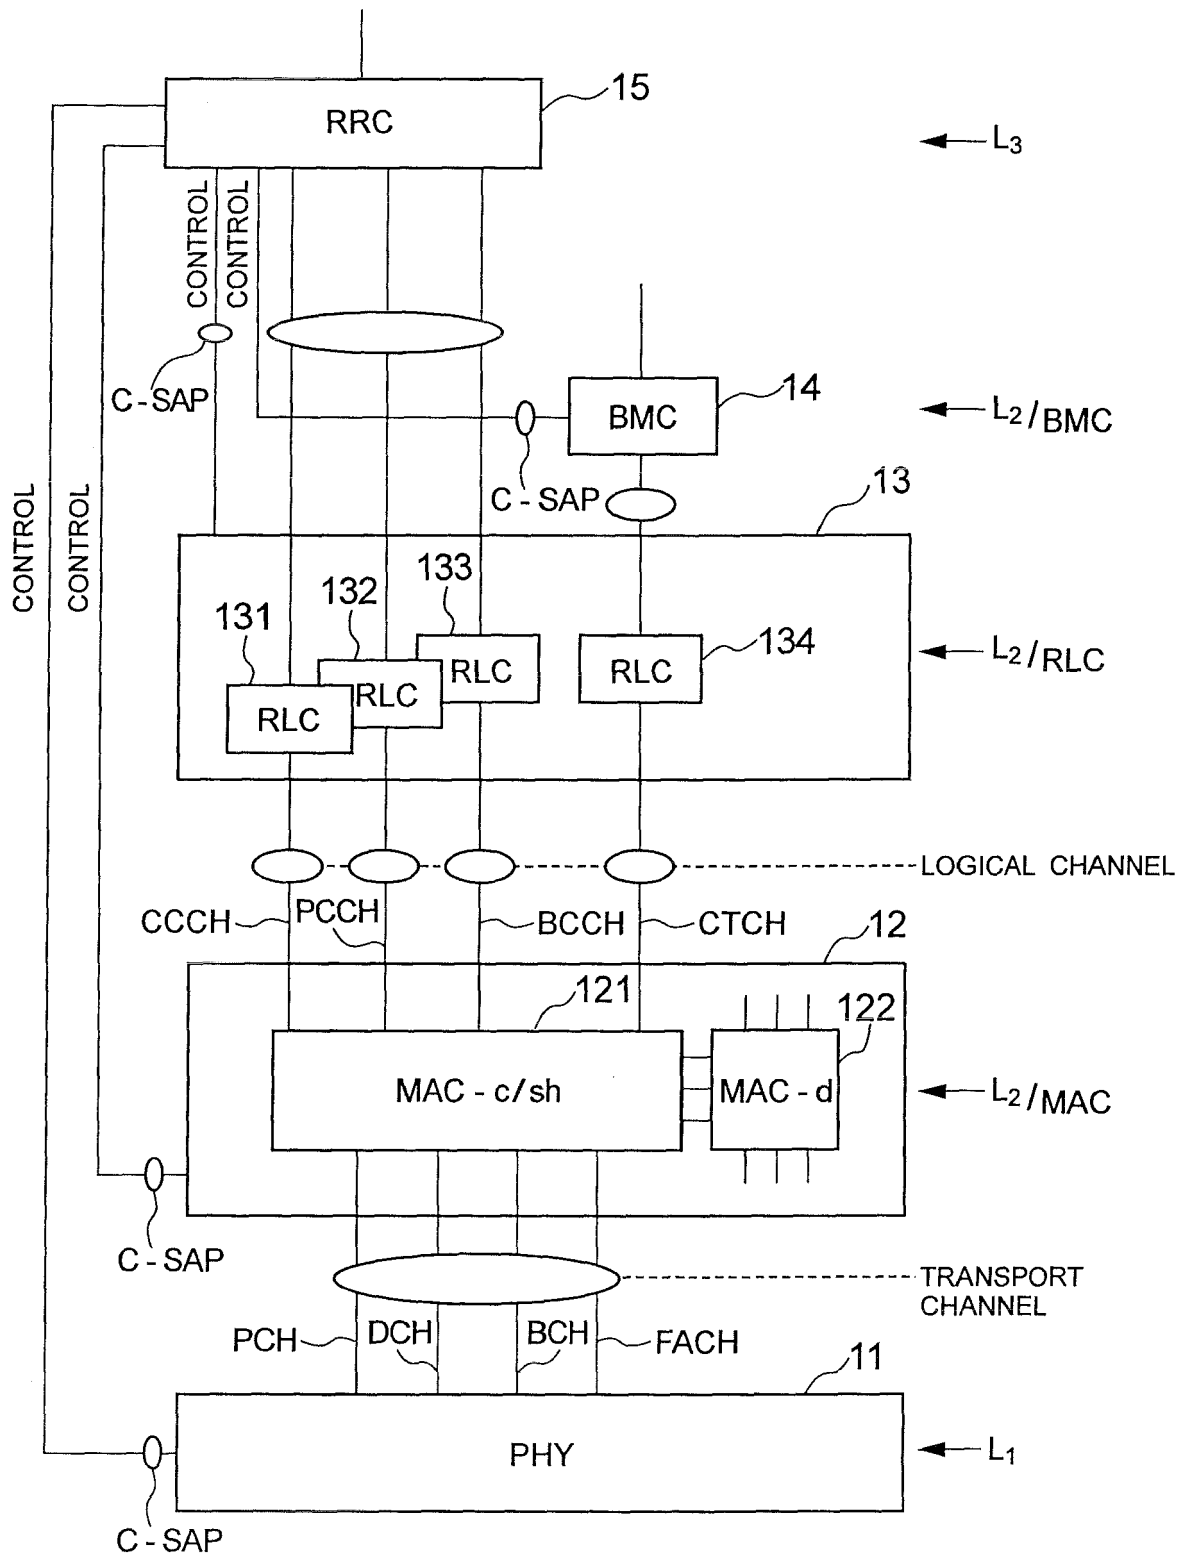 15
RRC
L3
CONTROL
CONTROL
C-SAP
14
BMC
L2/BMC
C-SAP
13
CONTROL
CONTROL
133
132
131
134
RLC
RLC
RLC
RLC
L2/RLC
LOGICAL CHANNEL
CCCH
PCCH
BCCH
CTCH
12
121
122
MAC-c/sh
MAC-d
L2/MAC
C-SAP
TRANSPORT
CHANNEL
PCH
DCH
BCH
FACH
11
PHY
L1
C-SAP